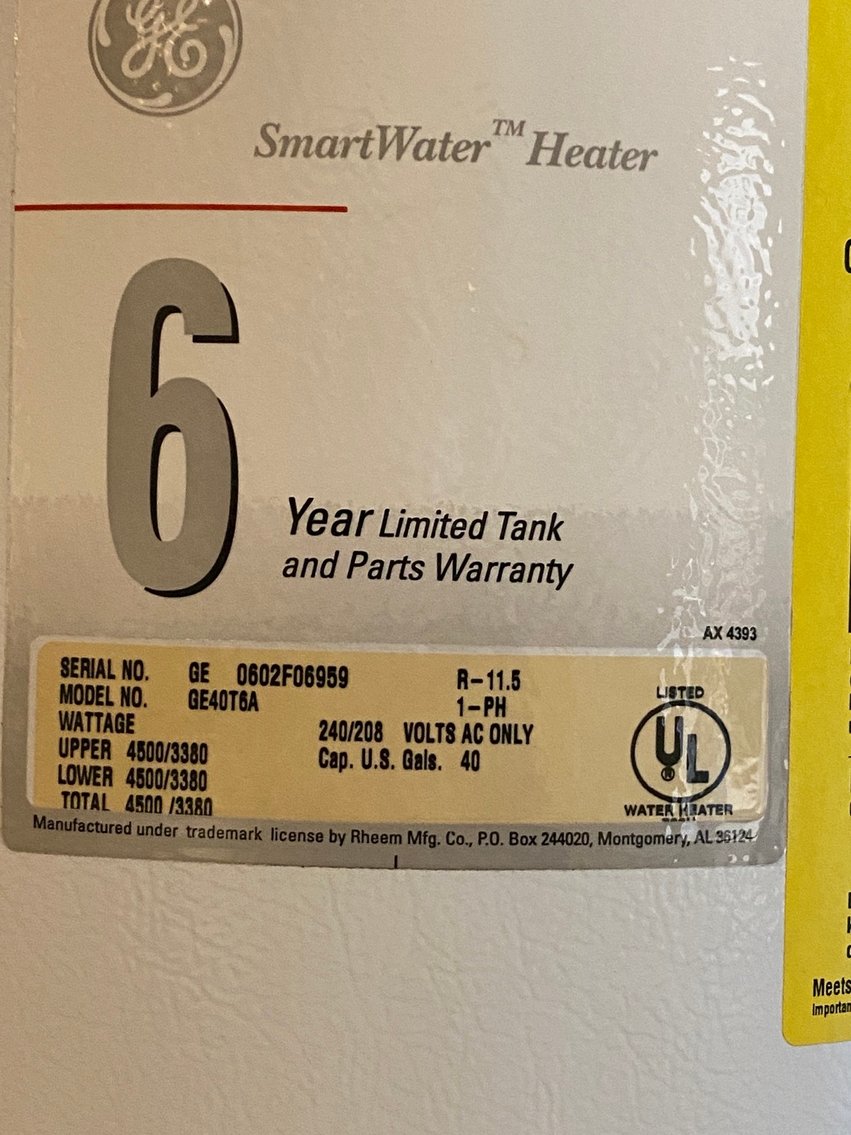 GE
SmartWater™ Heater
6
Year Limited Tank
and Parts Warranty
AX 4393
SERIAL NO. GE 0602F06959 R-11.5
MODEL NO. GE40T6A 1-PH
WATTAGE 240/208 VOLTS AC ONLY
UPPER 4500/3380 Cap. U.S. Gals. 40
LOWER 4500/3380
TOTAL 4500 /3380
LISTED
UL
®
WATER HEATER
Manufactured under trademark license by Rheem Mfg. Co., P.O. Box 244020, Montgomery, AL 36124
Meets